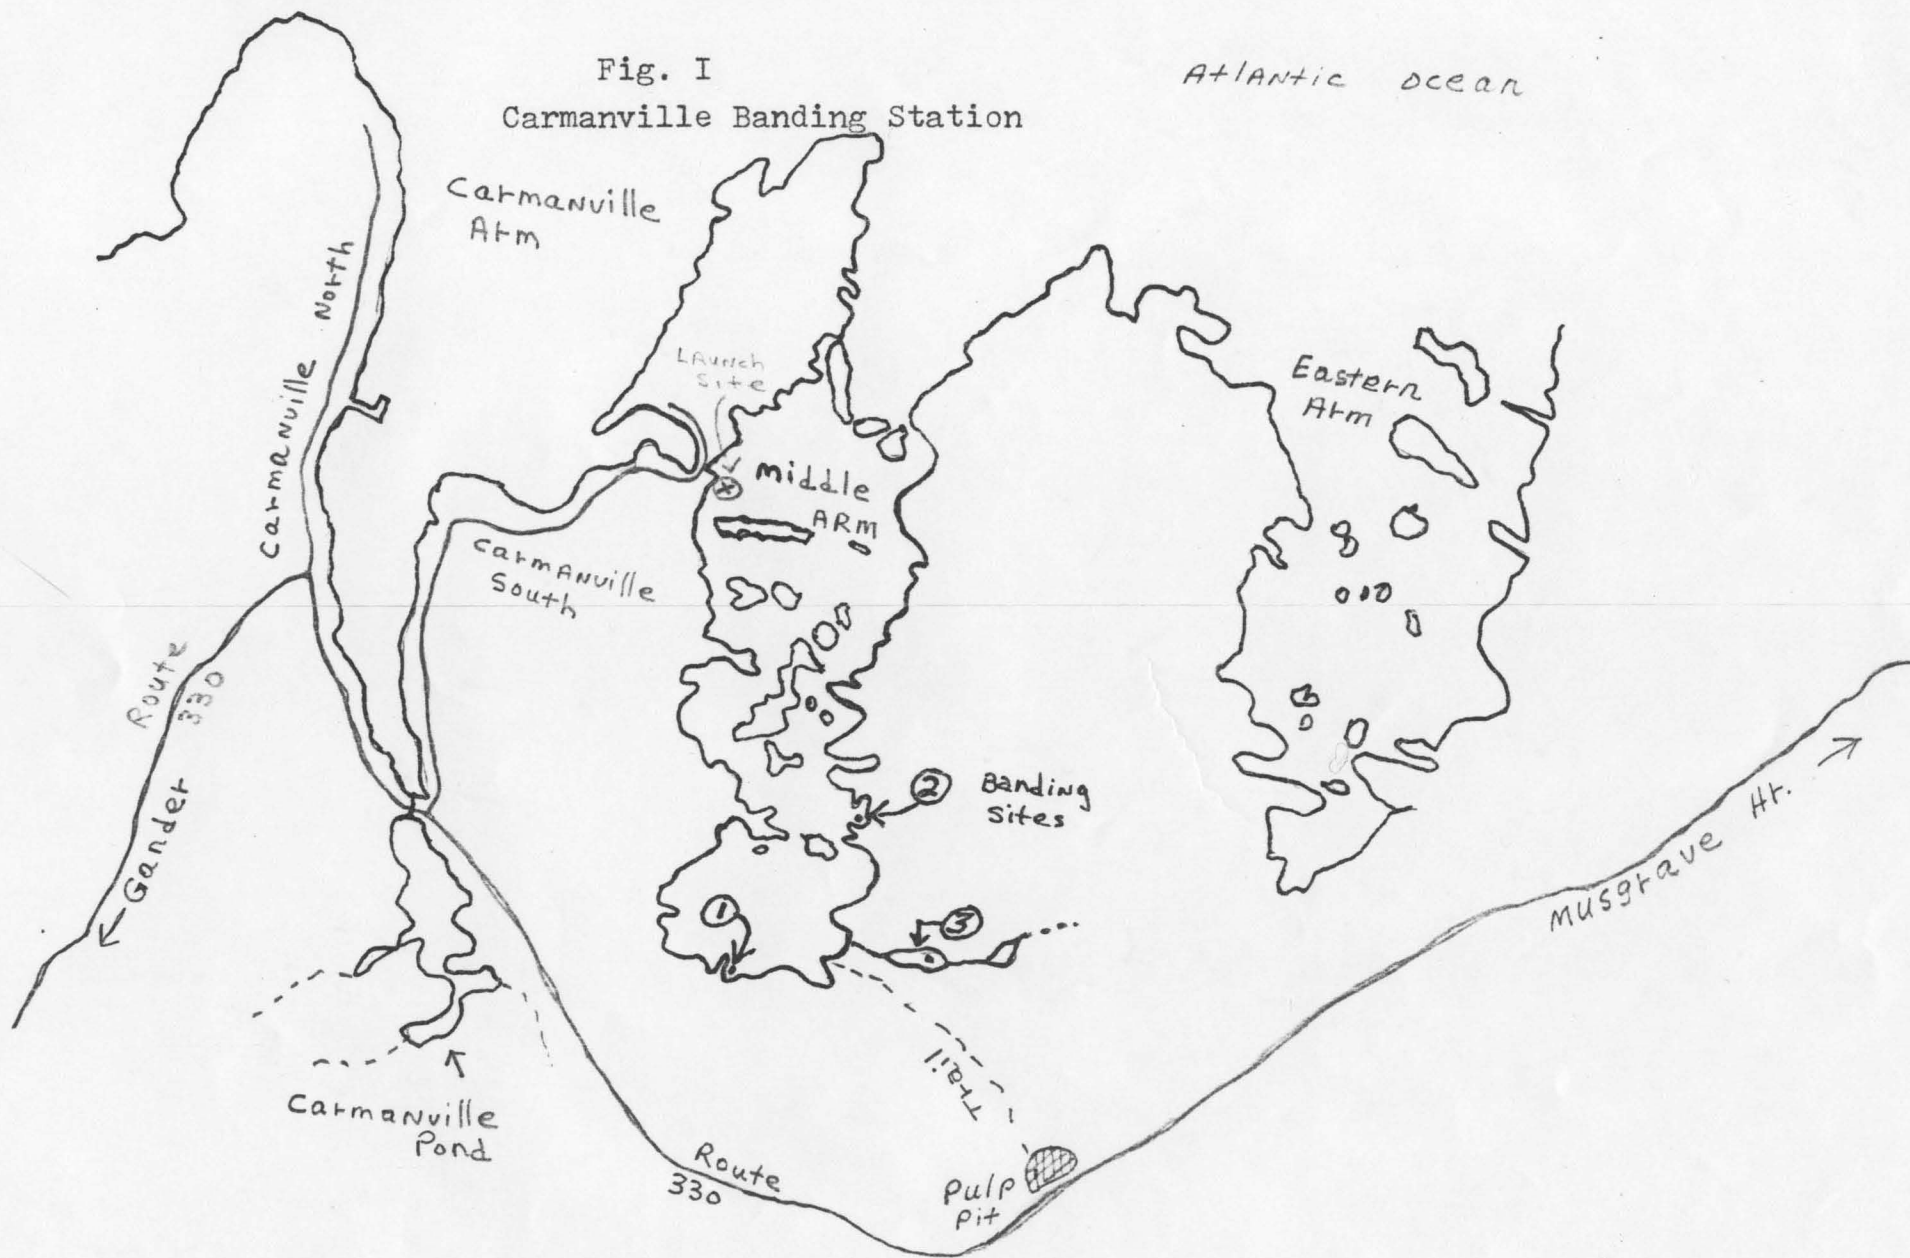 Fig. I
Carmanville Banding Station
Atlantic Ocean
Carmanville
Arm
Carmanville North
Launch
Site
Eastern
Arm
Middle
Arm
Carmanville
South
Route
330
Gander
2
Banding
Sites
1
3
Musgrave Hr.
Trail
Carmanville
Pond
Route
330
Pulp
Pit